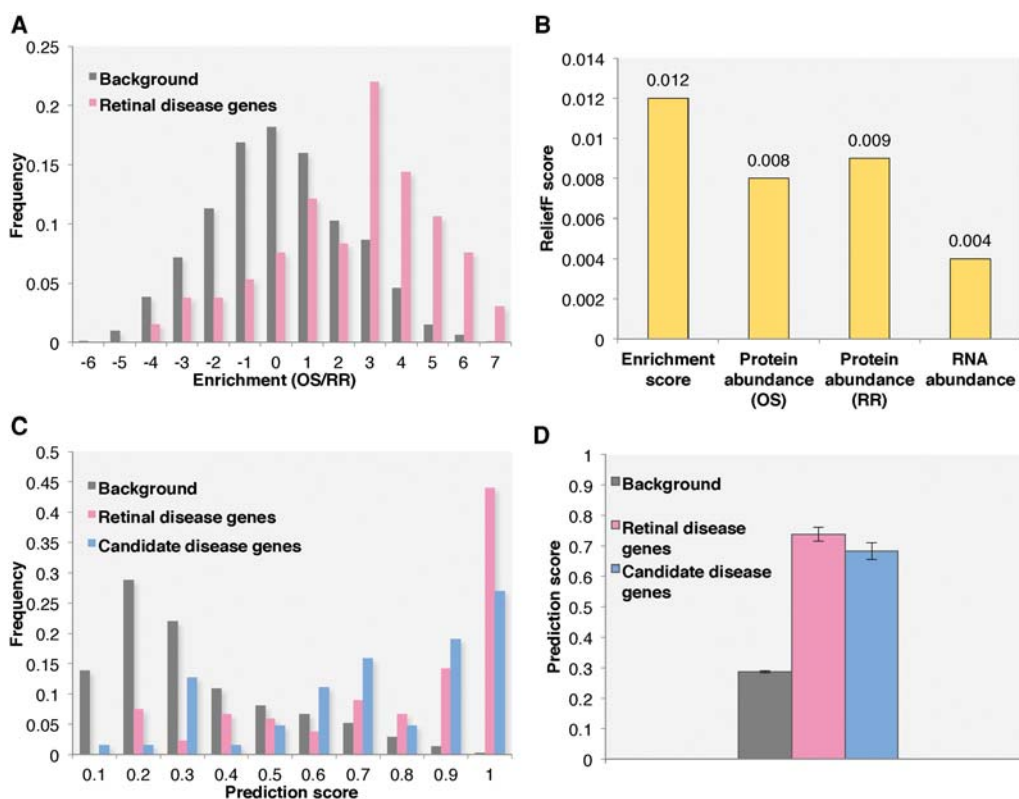 A
0.25
0.2
0.15
0.1
0.05
0
Frequency
Background
Retinal disease genes
-6 -5 -4 -3 -2 -1 0 1 2 3 4 5 6 7
Enrichment (OS/RR)
B
0.014
0.012
0.01
0.008
0.006
0.004
0.002
0
ReliefF score
0.012
0.008
0.009
0.004
Enrichment score
Protein abundance (OS)
Protein abundance (RR)
RNA abundance
C
0.5
0.45
0.4
0.35
0.3
0.25
0.2
0.15
0.1
0.05
0
Frequency
Background
Retinal disease genes
Candidate disease genes
0.1 0.2 0.3 0.4 0.5 0.6 0.7 0.8 0.9 1
Prediction score
D
1
0.9
0.8
0.7
0.6
0.5
0.4
0.3
0.2
0.1
0
Prediction score
Background
Retinal disease
genes
Candidate disease
genes